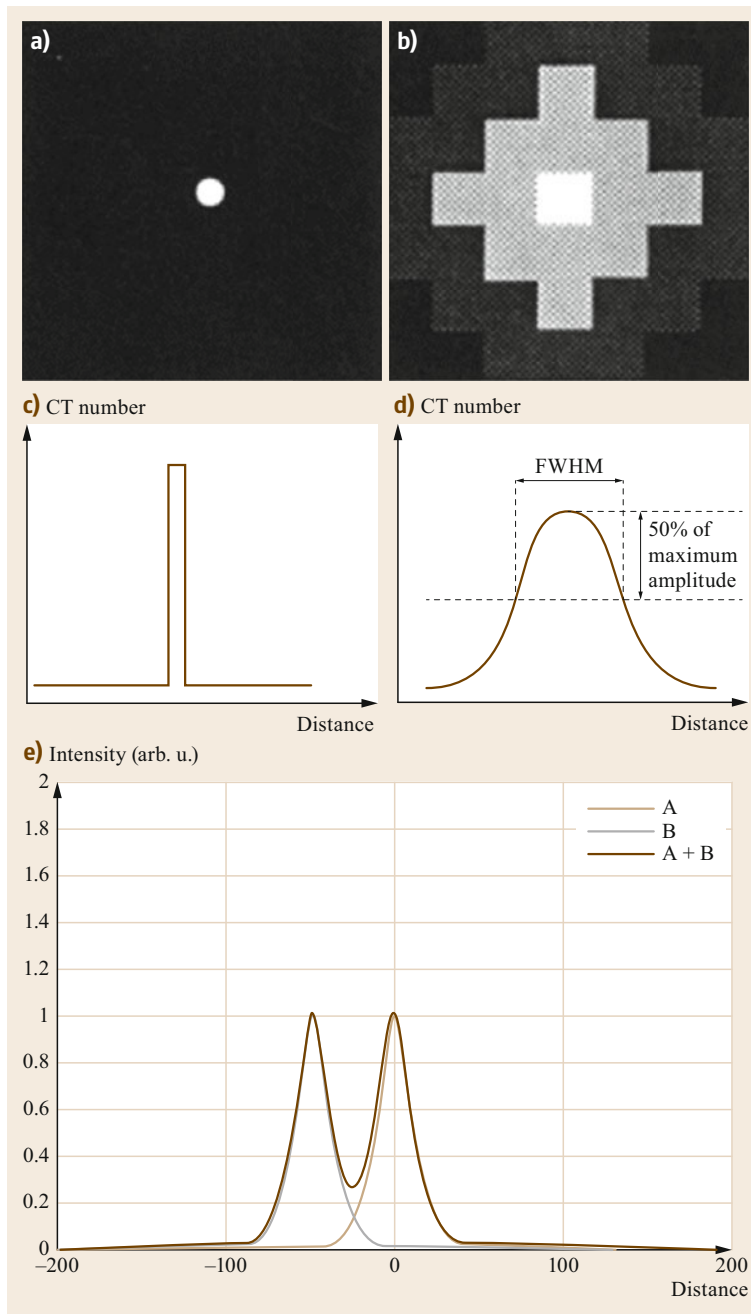 a)
b)
c) CT number
d) CT number
FWHM
50% of
maximum
amplitude
Distance
Distance
e) Intensity (arb. u.)
2
1.8
1.6
1.4
1.2
1
0.8
0.6
0.4
0.2
0
A
B
A + B
–200
–100
0
100
200
Distance